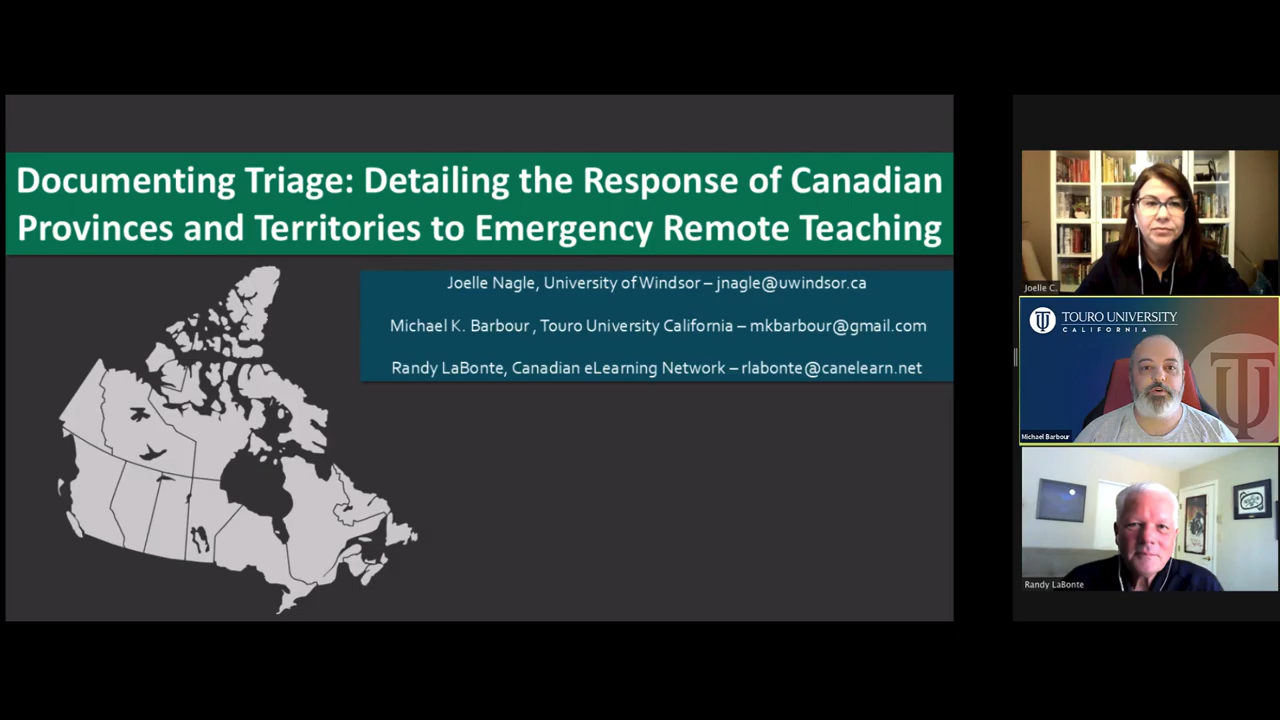 Documenting Triage: Detailing the Response of Canadian
Provinces and Territories to Emergency Remote Teaching
Joelle Nagle, University of Windsor – jnagle@uwindsor.ca
Michael K. Barbour , Touro University California – mkbarbour@gmail.com
Randy LaBonte, Canadian eLearning Network – rlabonte@canelearn.net
Joelle C.
TOURO UNIVERSITY
CALIFORNIA
Michael Barbour
Randy LaBonte